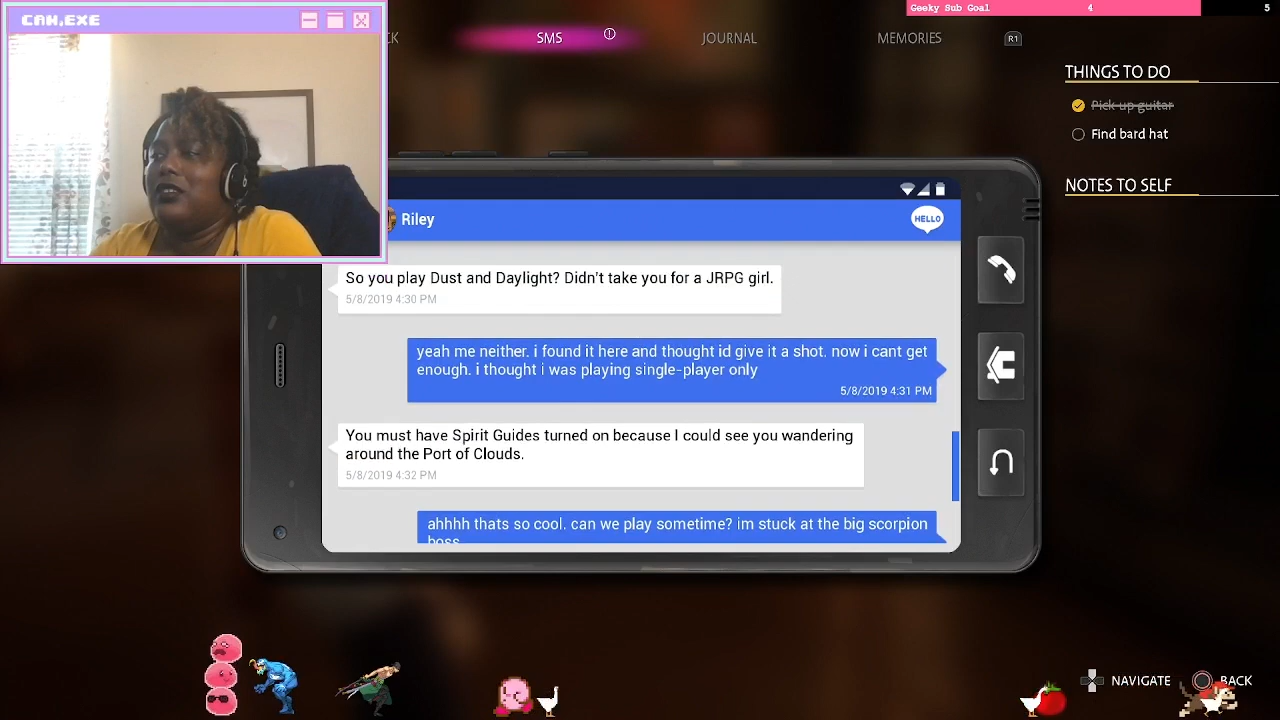 CAM.EXE
Geeky Sub Goal 4 5
CK
SMS
JOURNAL
MEMORIES
R1
THINGS TO DO
Pick up guitar
Find bard hat
NOTES TO SELF
Riley
HELLO
So you play Dust and Daylight? Didn't take you for a JRPG girl.
5/8/2019 4:30 PM
yeah me neither. i found it here and thought id give it a shot. now i cant get
enough. i thought i was playing single-player only
5/8/2019 4:31 PM
You must have Spirit Guides turned on because I could see you wandering
around the Port of Clouds.
5/8/2019 4:32 PM
ahhhh thats so cool. can we play sometime? im stuck at the big scorpion
boss
NAVIGATE
BACK